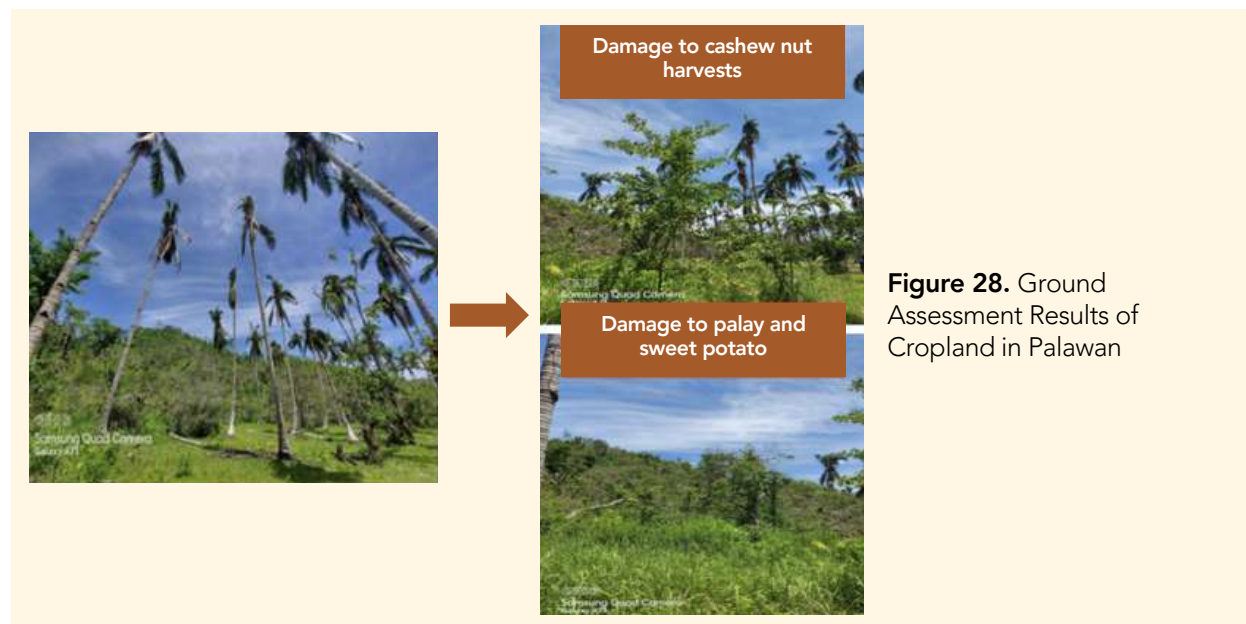 Damage to cashew nut
harvests
Samsung Quad Camera
Samsung Quad Camera
Damage to palay and
sweet potato
Figure 28. Ground
Assessment Results of
Cropland in Palawan
Samsung Quad Camera